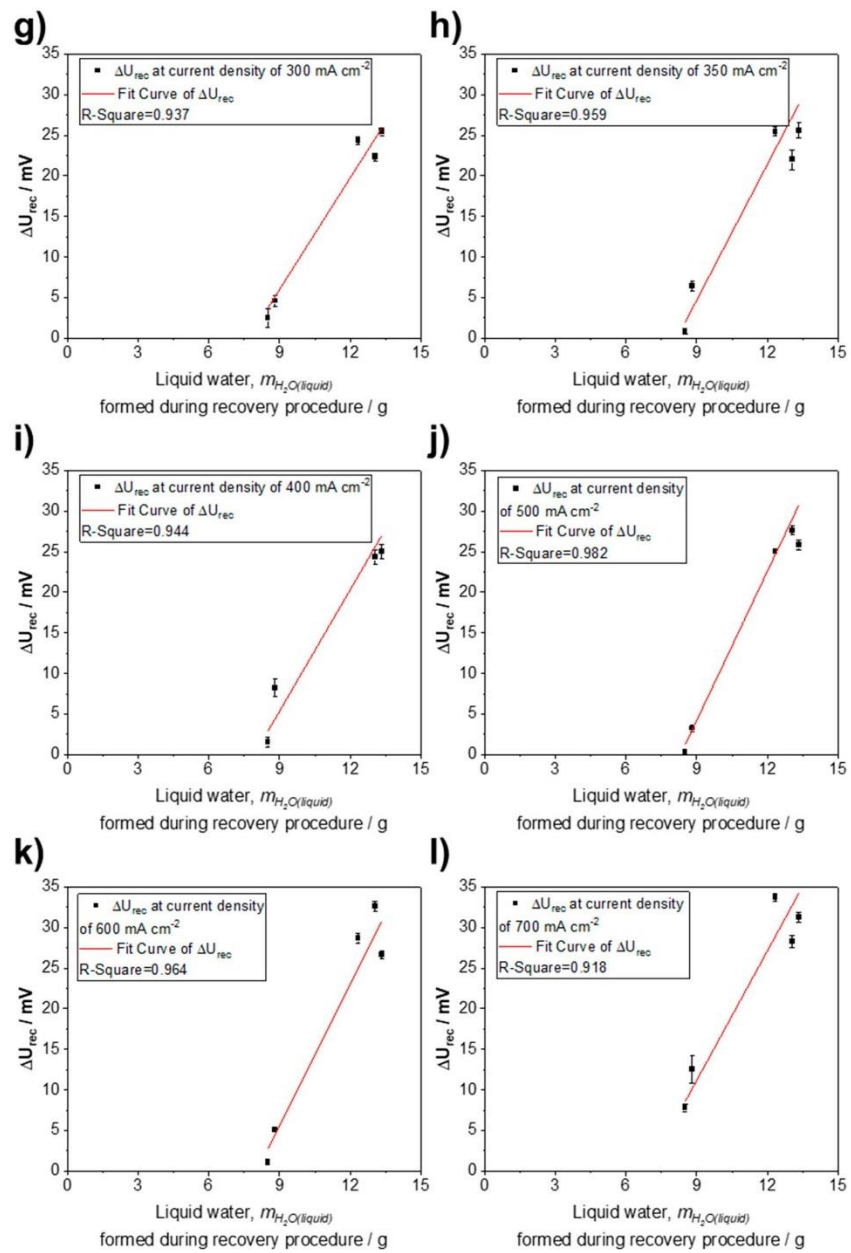 g)
35
30
25
20
15
10
5
0
ΔU_rec / mV
ΔU_rec at current density of 300 mA cm⁻²
Fit Curve of ΔU_rec
R-Square=0.937
0 3 6 9 12 15
Liquid water, m_H₂O(liquid)
formed during recovery procedure / g
h)
35
30
25
20
15
10
5
0
ΔU_rec / mV
ΔU_rec at current density of 350 mA cm⁻²
Fit Curve of ΔU_rec
R-Square=0.959
0 3 6 9 12 15
Liquid water, m_H₂O(liquid)
formed during recovery procedure / g
i)
35
30
25
20
15
10
5
0
ΔU_rec / mV
ΔU_rec at current density of 400 mA cm⁻²
Fit Curve of ΔU_rec
R-Square=0.944
0 3 6 9 12 15
Liquid water, m_H₂O(liquid)
formed during recovery procedure / g
j)
35
30
25
20
15
10
5
0
ΔU_rec / mV
ΔU_rec at current density
of 500 mA cm⁻²
Fit Curve of ΔU_rec
R-Square=0.982
0 3 6 9 12 15
Liquid water, m_H₂O(liquid)
formed during recovery procedure / g
k)
35
30
25
20
15
10
5
0
ΔU_rec / mV
ΔU_rec at current density
of 600 mA cm⁻²
Fit Curve of ΔU_rec
R-Square=0.964
0 3 6 9 12 15
Liquid water, m_H₂O(liquid)
formed during recovery procedure / g
l)
35
30
25
20
15
10
5
0
ΔU_rec / mV
ΔU_rec at current density
of 700 mA cm⁻²
Fit Curve of ΔU_rec
R-Square=0.918
0 3 6 9 12 15
Liquid water, m_H₂O(liquid)
formed during recovery procedure / g